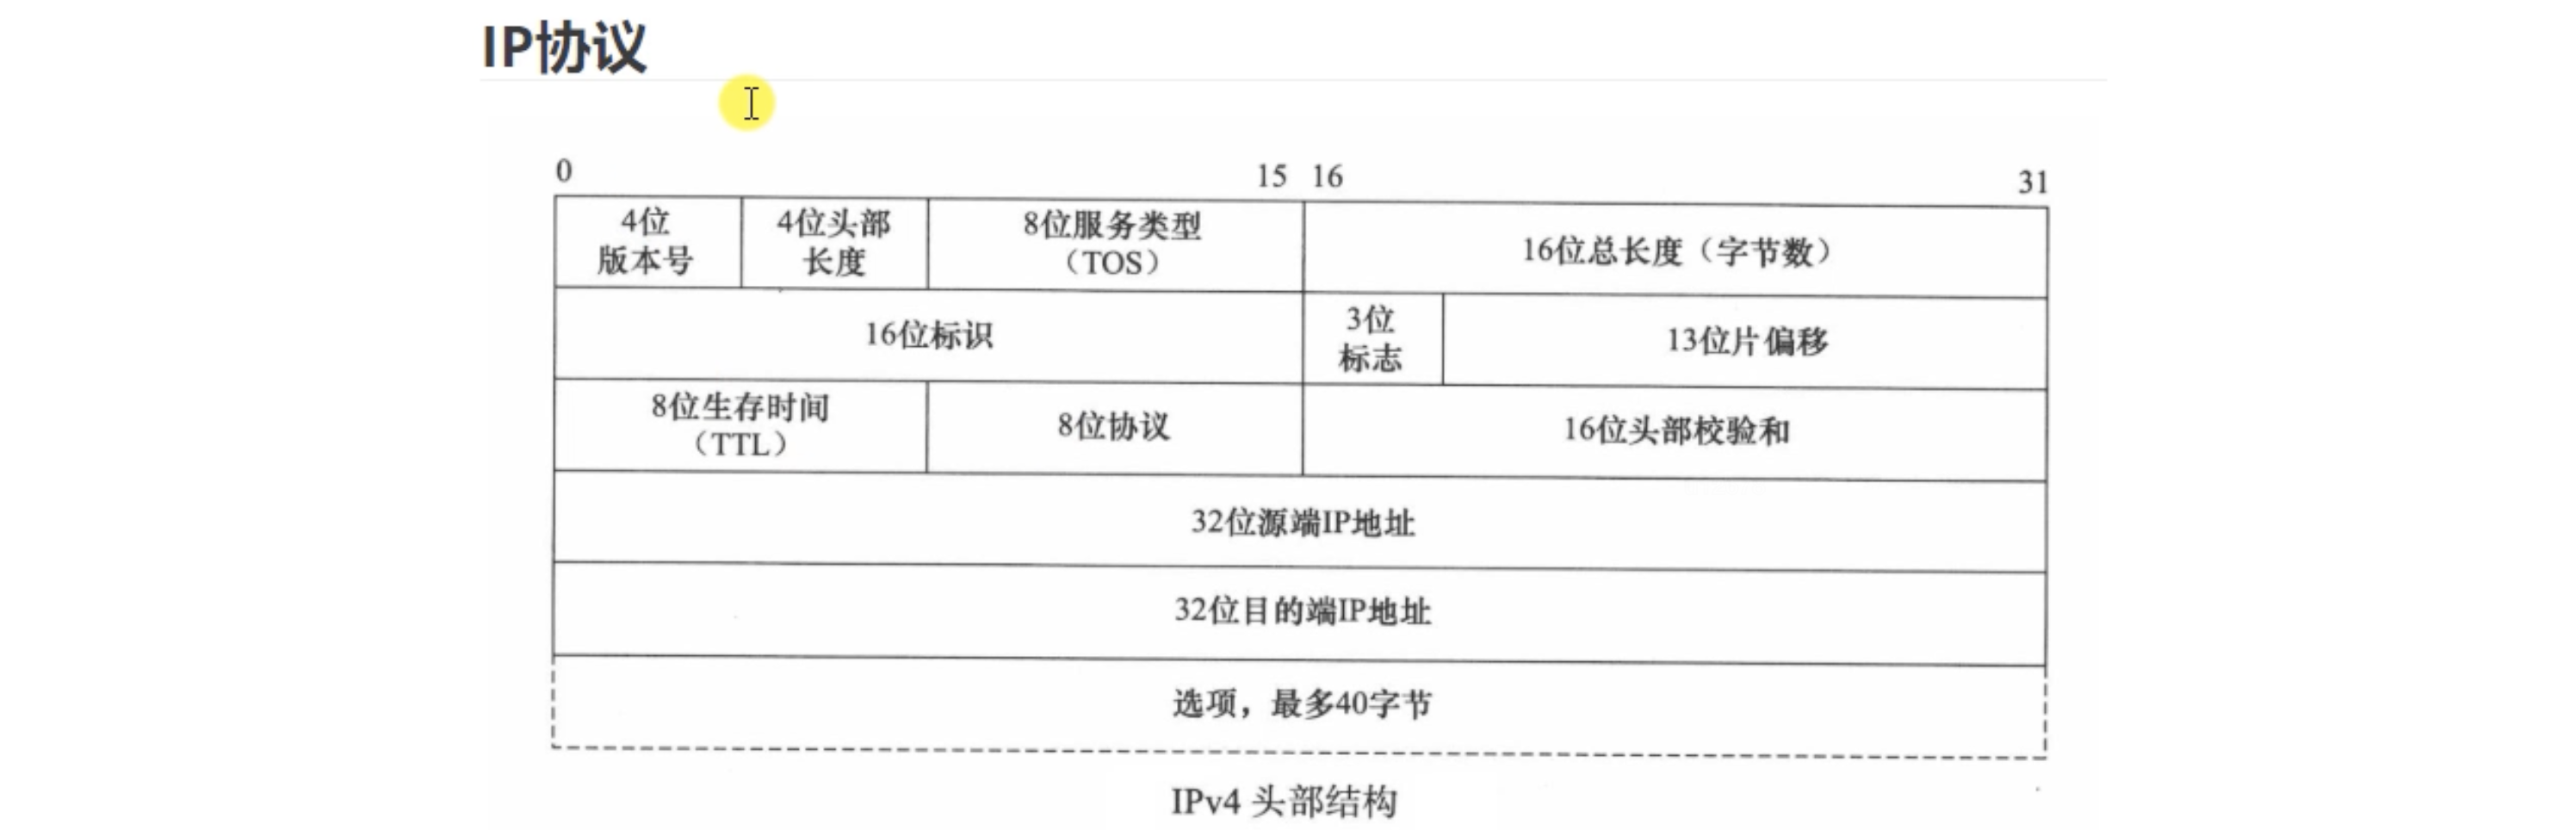 IP协议
0 15 16 31
4位
版本号
4位头部
长度
8位服务类型
（TOS）
16位总长度（字节数）
16位标识
3位
标志
13位片偏移
8位生存时间
（TTL）
8位协议
16位头部校验和
32位源端IP地址
32位目的端IP地址
选项，最多40字节
IPv4 头部结构